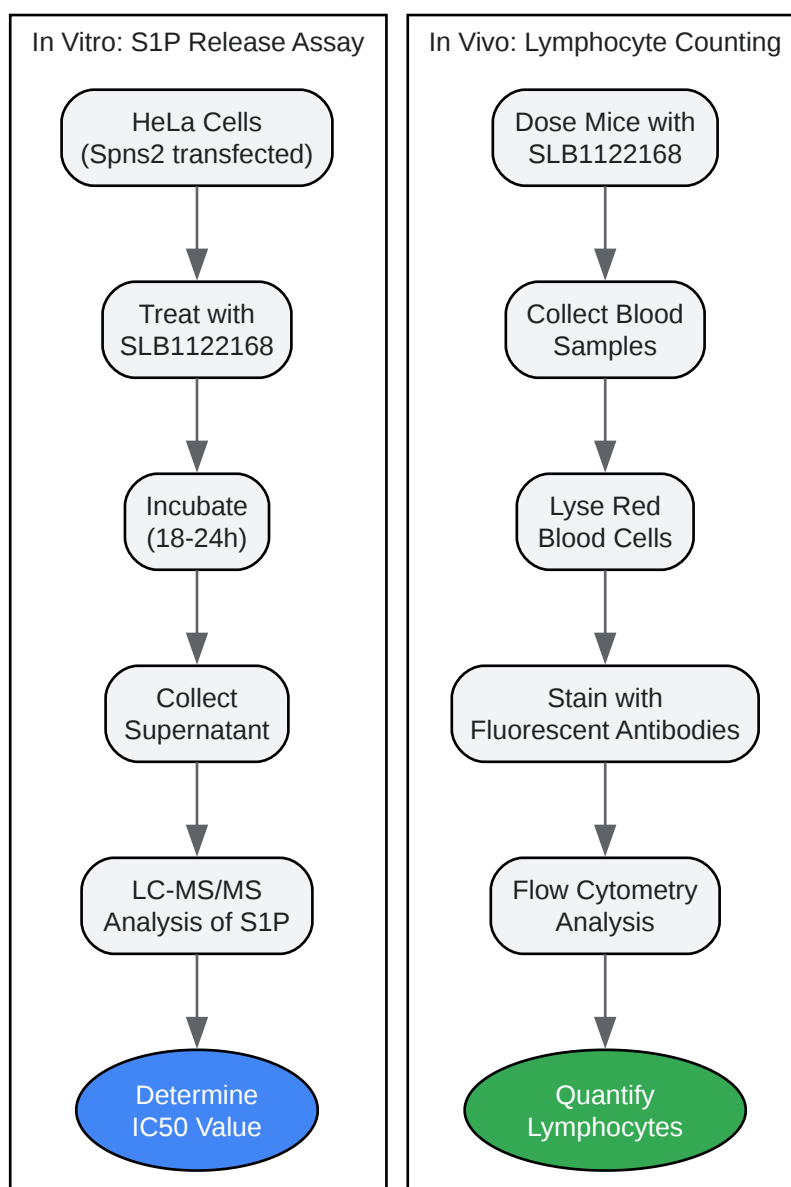 In Vitro: S1P Release Assay
HeLa Cells
(Spns2 transfected)
Treat with
SLB1122168
Incubate
(18-24h)
Collect
Supernatant
LC-MS/MS
Analysis of S1P
Determine
IC50 Value
In Vivo: Lymphocyte Counting
Dose Mice with
SLB1122168
Collect Blood
Samples
Lyse Red
Blood Cells
Stain with
Fluorescent Antibodies
Flow Cytometry
Analysis
Quantify
Lymphocytes